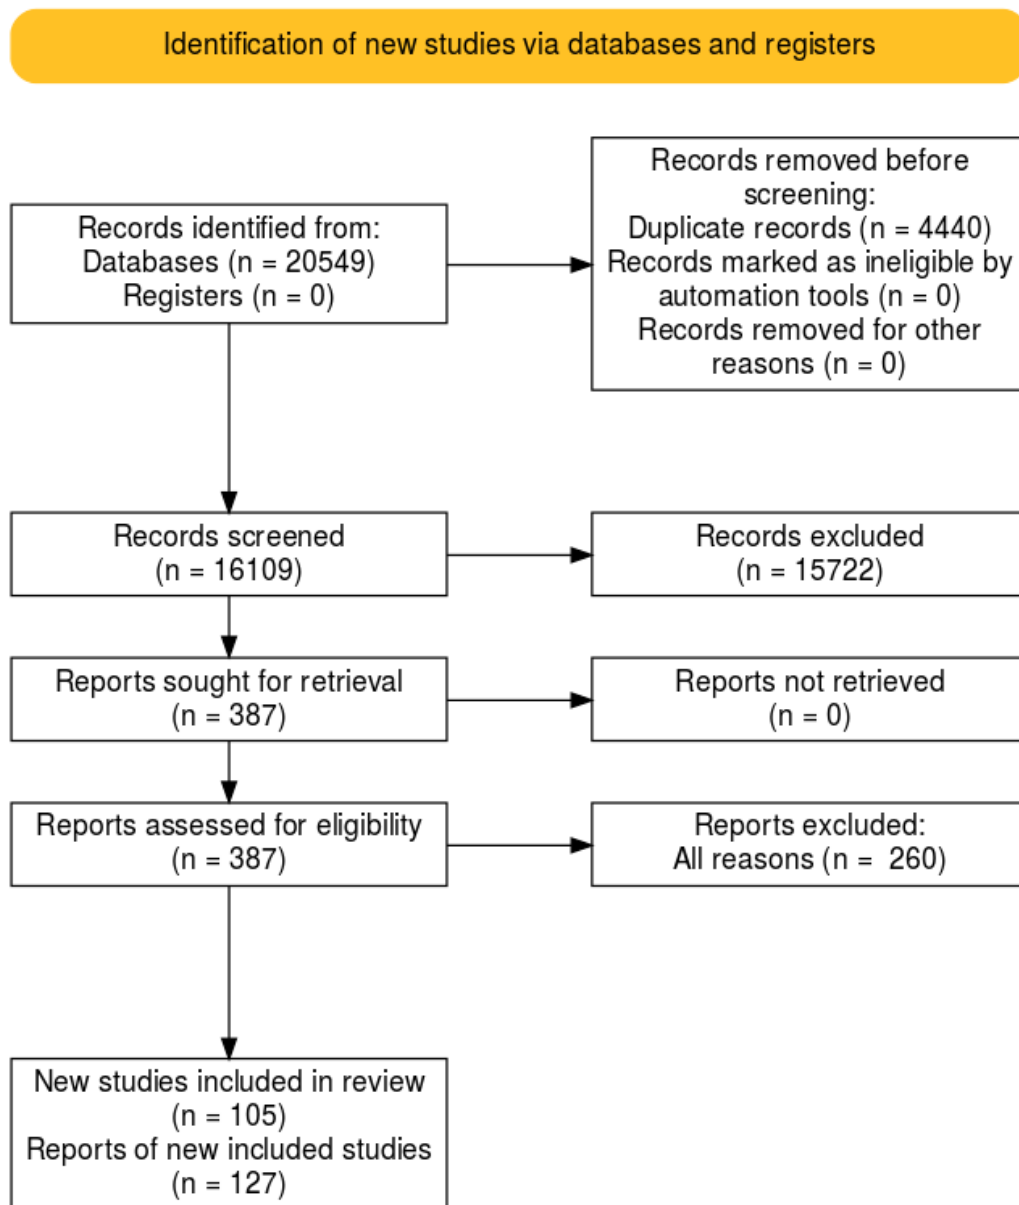 Identification of new studies via databases and registers
Records identified from:
Databases (n = 20549)
Registers (n = 0)
Records removed before
screening:
Duplicate records (n = 4440)
Records marked as ineligible by
automation tools (n = 0)
Records removed for other
reasons (n = 0)
Records screened
(n = 16109)
Records excluded
(n = 15722)
Reports sought for retrieval
(n = 387)
Reports not retrieved
(n = 0)
Reports assessed for eligibility
(n = 387)
Reports excluded:
All reasons (n =  260)
New studies included in review
(n = 105)
Reports of new included studies
(n = 127)